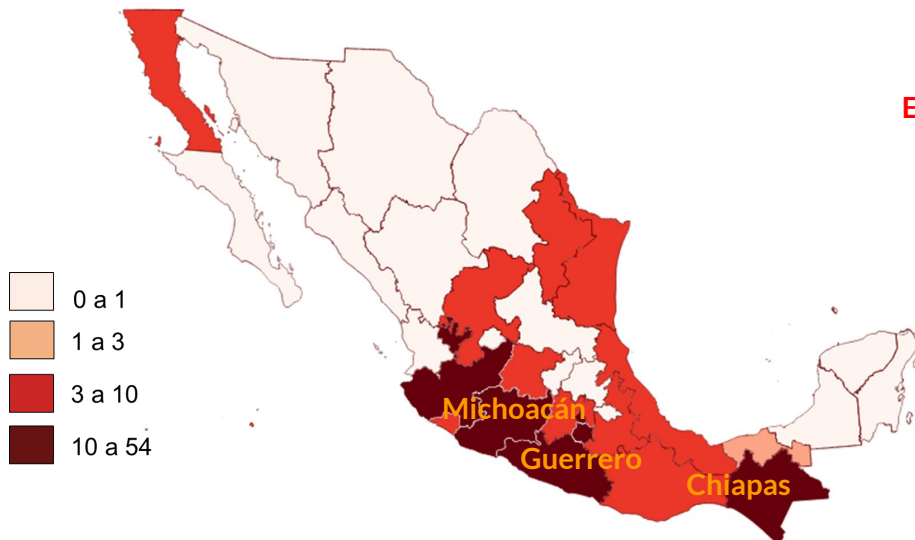 E
0 a 1
1 a 3
3 a 10
10 a 54
Michoacán
Guerrero
Chiapas